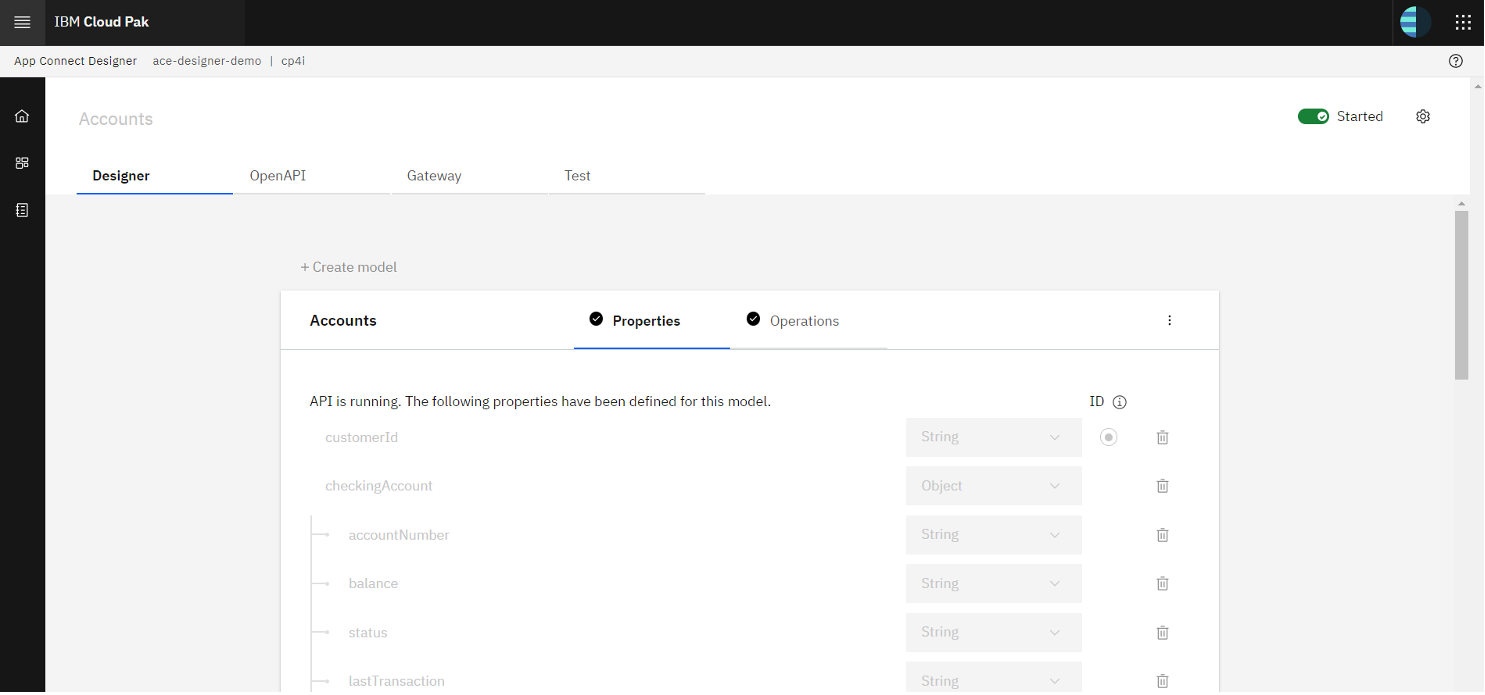 IBM Cloud Pak
App Connect Designer ace-designer-demo | cp4i
Accounts
Started
Designer OpenAPI Gateway Test
+ Create model
Accounts Properties Operations
API is running. The following properties have been defined for this model. ID
customerId String
checkingAccount Object
accountNumber String
balance String
status String
lastTransaction String